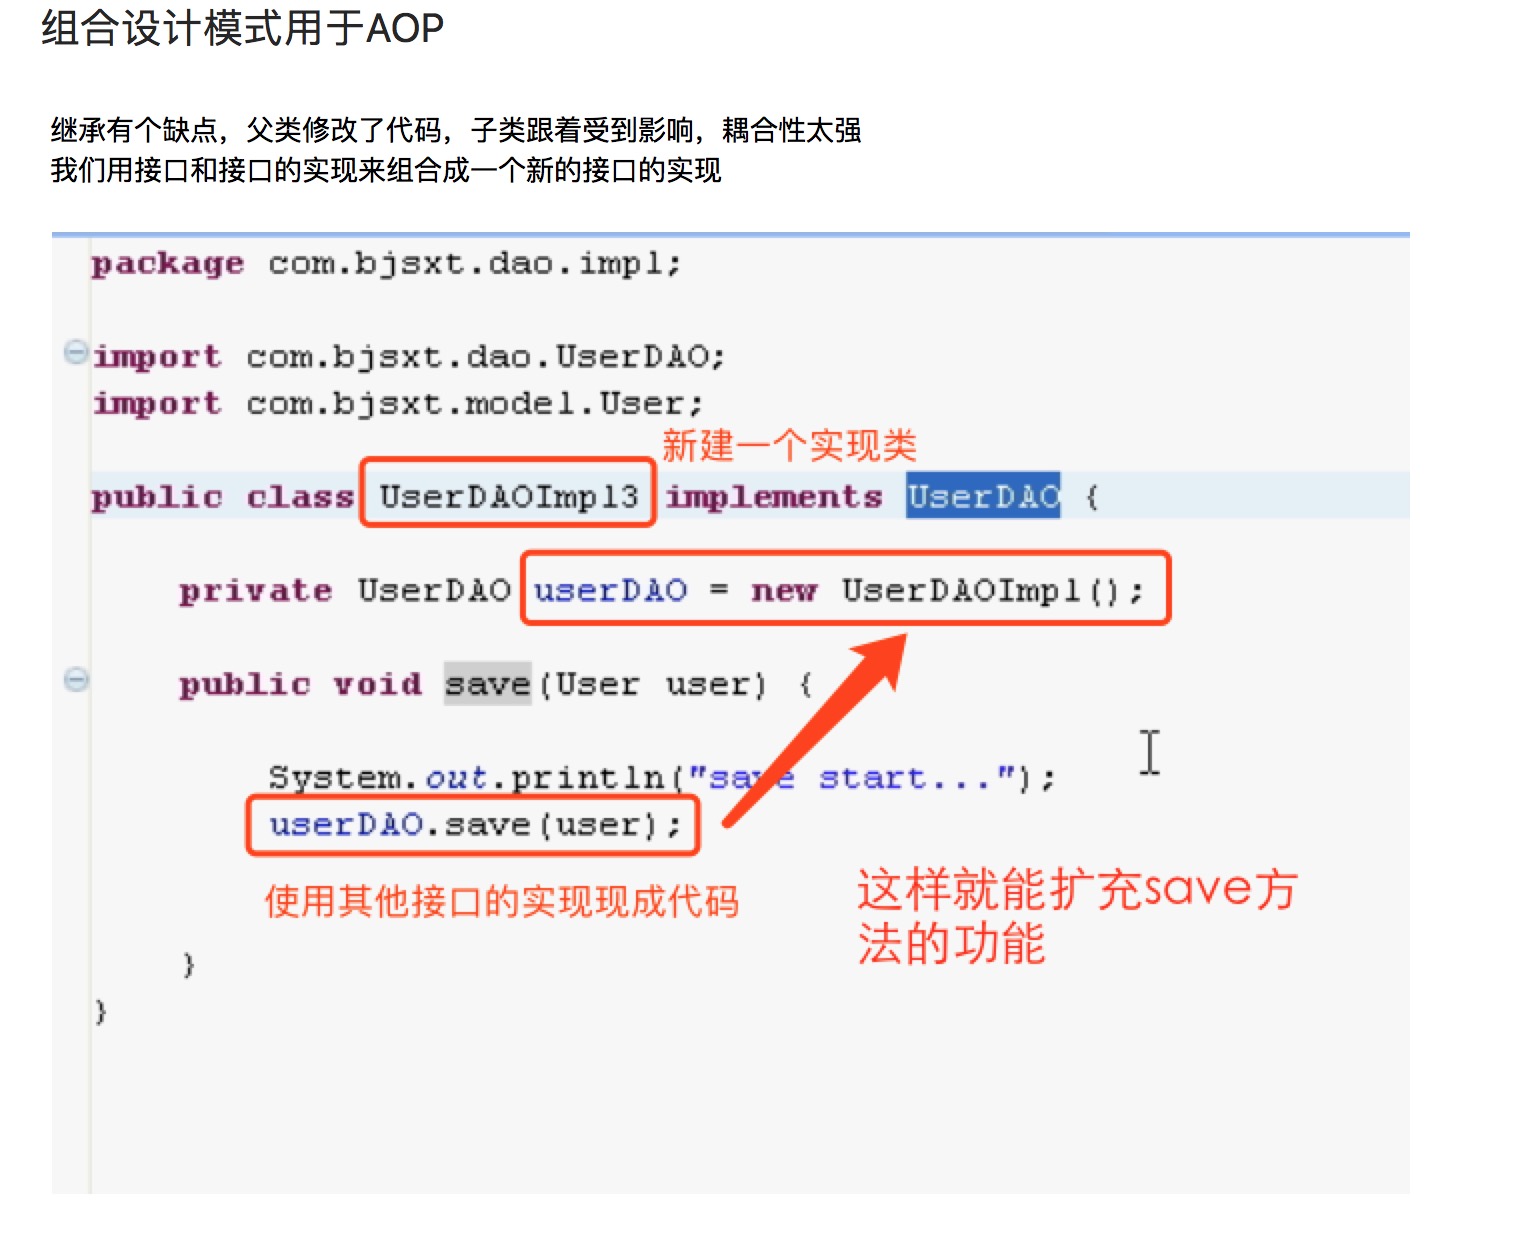 组合设计模式用于AOP
继承有个缺点，父类修改了代码，子类跟着受到影响，耦合性太强
我们用接口和接口的实现来组合成一个新的接口的实现
package com.bjsxt.dao.impl;
import com.bjsxt.dao.UserDAO;
import com.bjsxt.model.User;
新建一个实现类
public class UserDAOImpl3 implements UserDAO {
private UserDAO userDAO = new UserDAOImpl();
public void save(User user) {
System.out.println("save start...");
userDAO.save(user);
使用其他接口的实现现成代码
这样就能扩充save方
法的功能
}
}